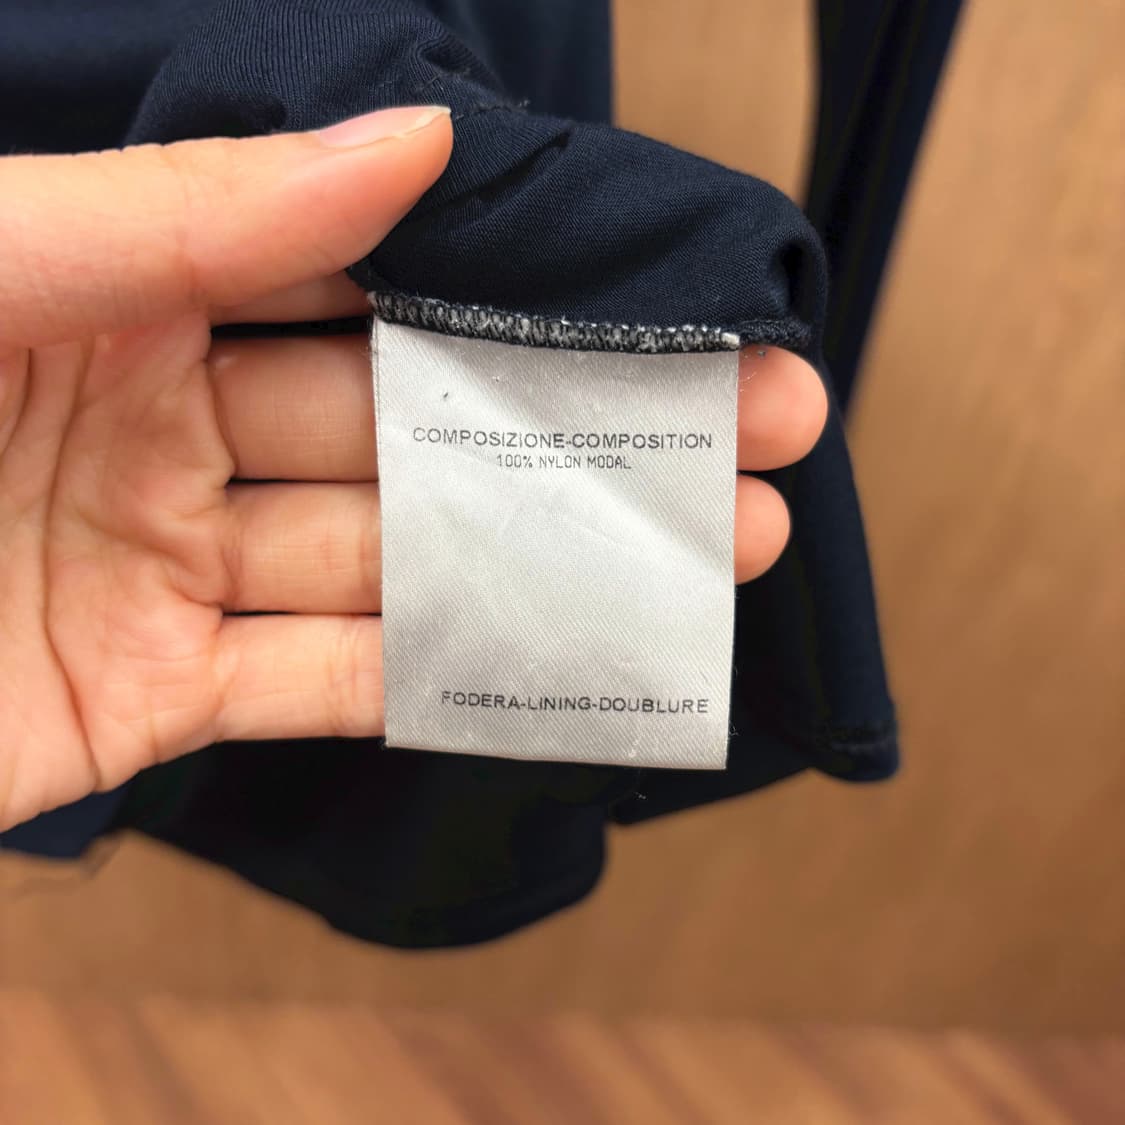 COMPOSIZIONE-COMPOSITION
100% NYLON MODAL
FODERA-LINING-DOUBLURE